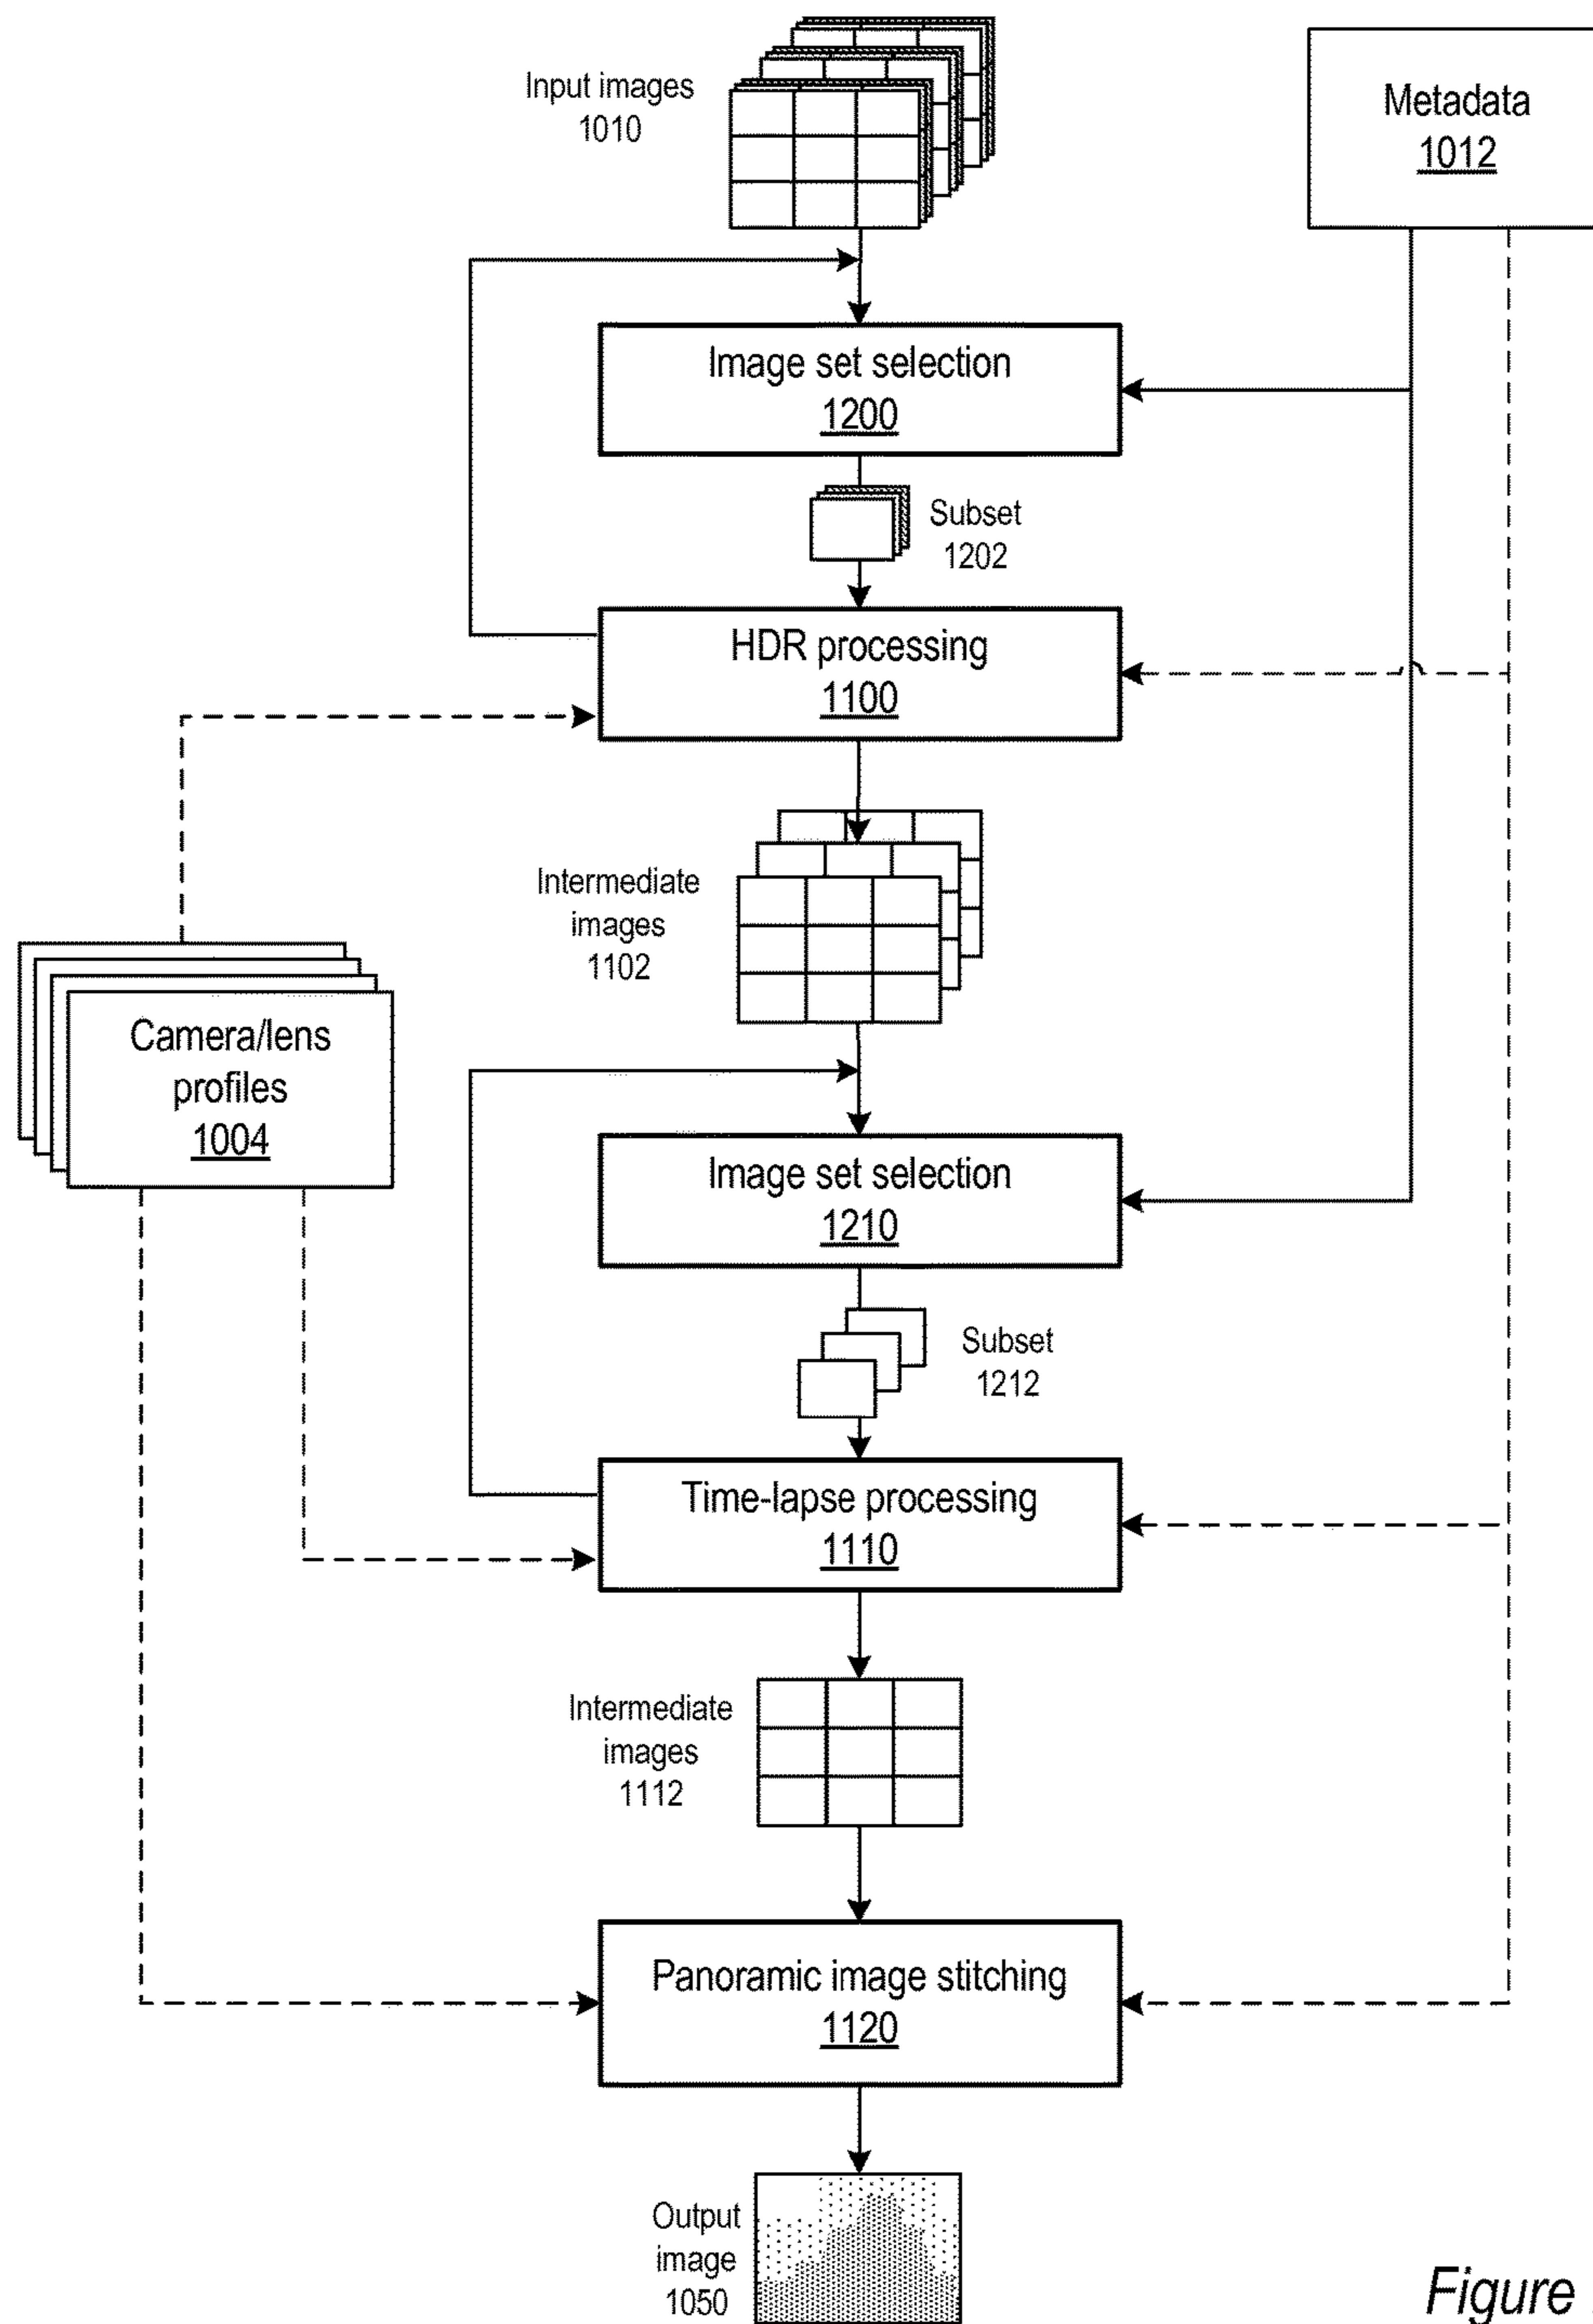 Input images
1010
Metadata
1012
Image set selection
1200
Subset
1202
HDR processing
1100
Intermediate
images
1102
Camera/lens
profiles
1004
Image set selection
1210
Subset
1212
Time-lapse processing
1110
Intermediate
images
1112
Panoramic image stitching
1120
Output
image
1050
Figure